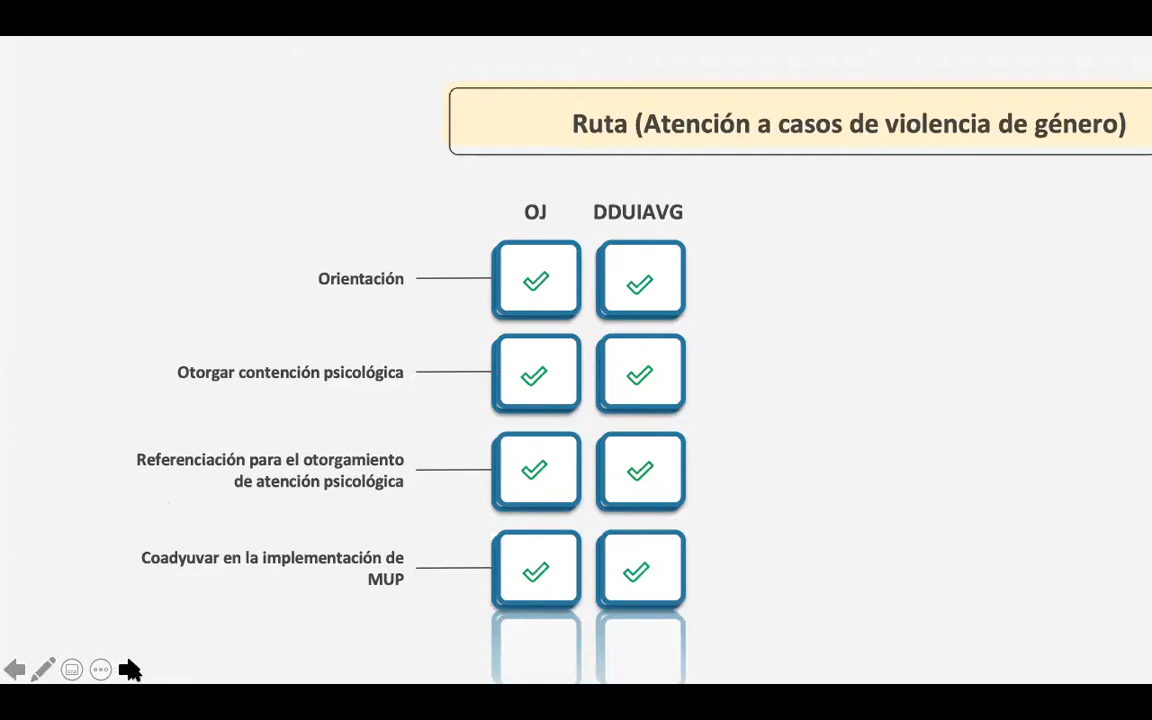 Ruta (Atención a casos de violencia de género)
OJ DDUIAVG
Orientación
Otorgar contención psicológica
Referenciación para el otorgamiento
de atención psicológica
Coadyuvar en la implementación de
MUP